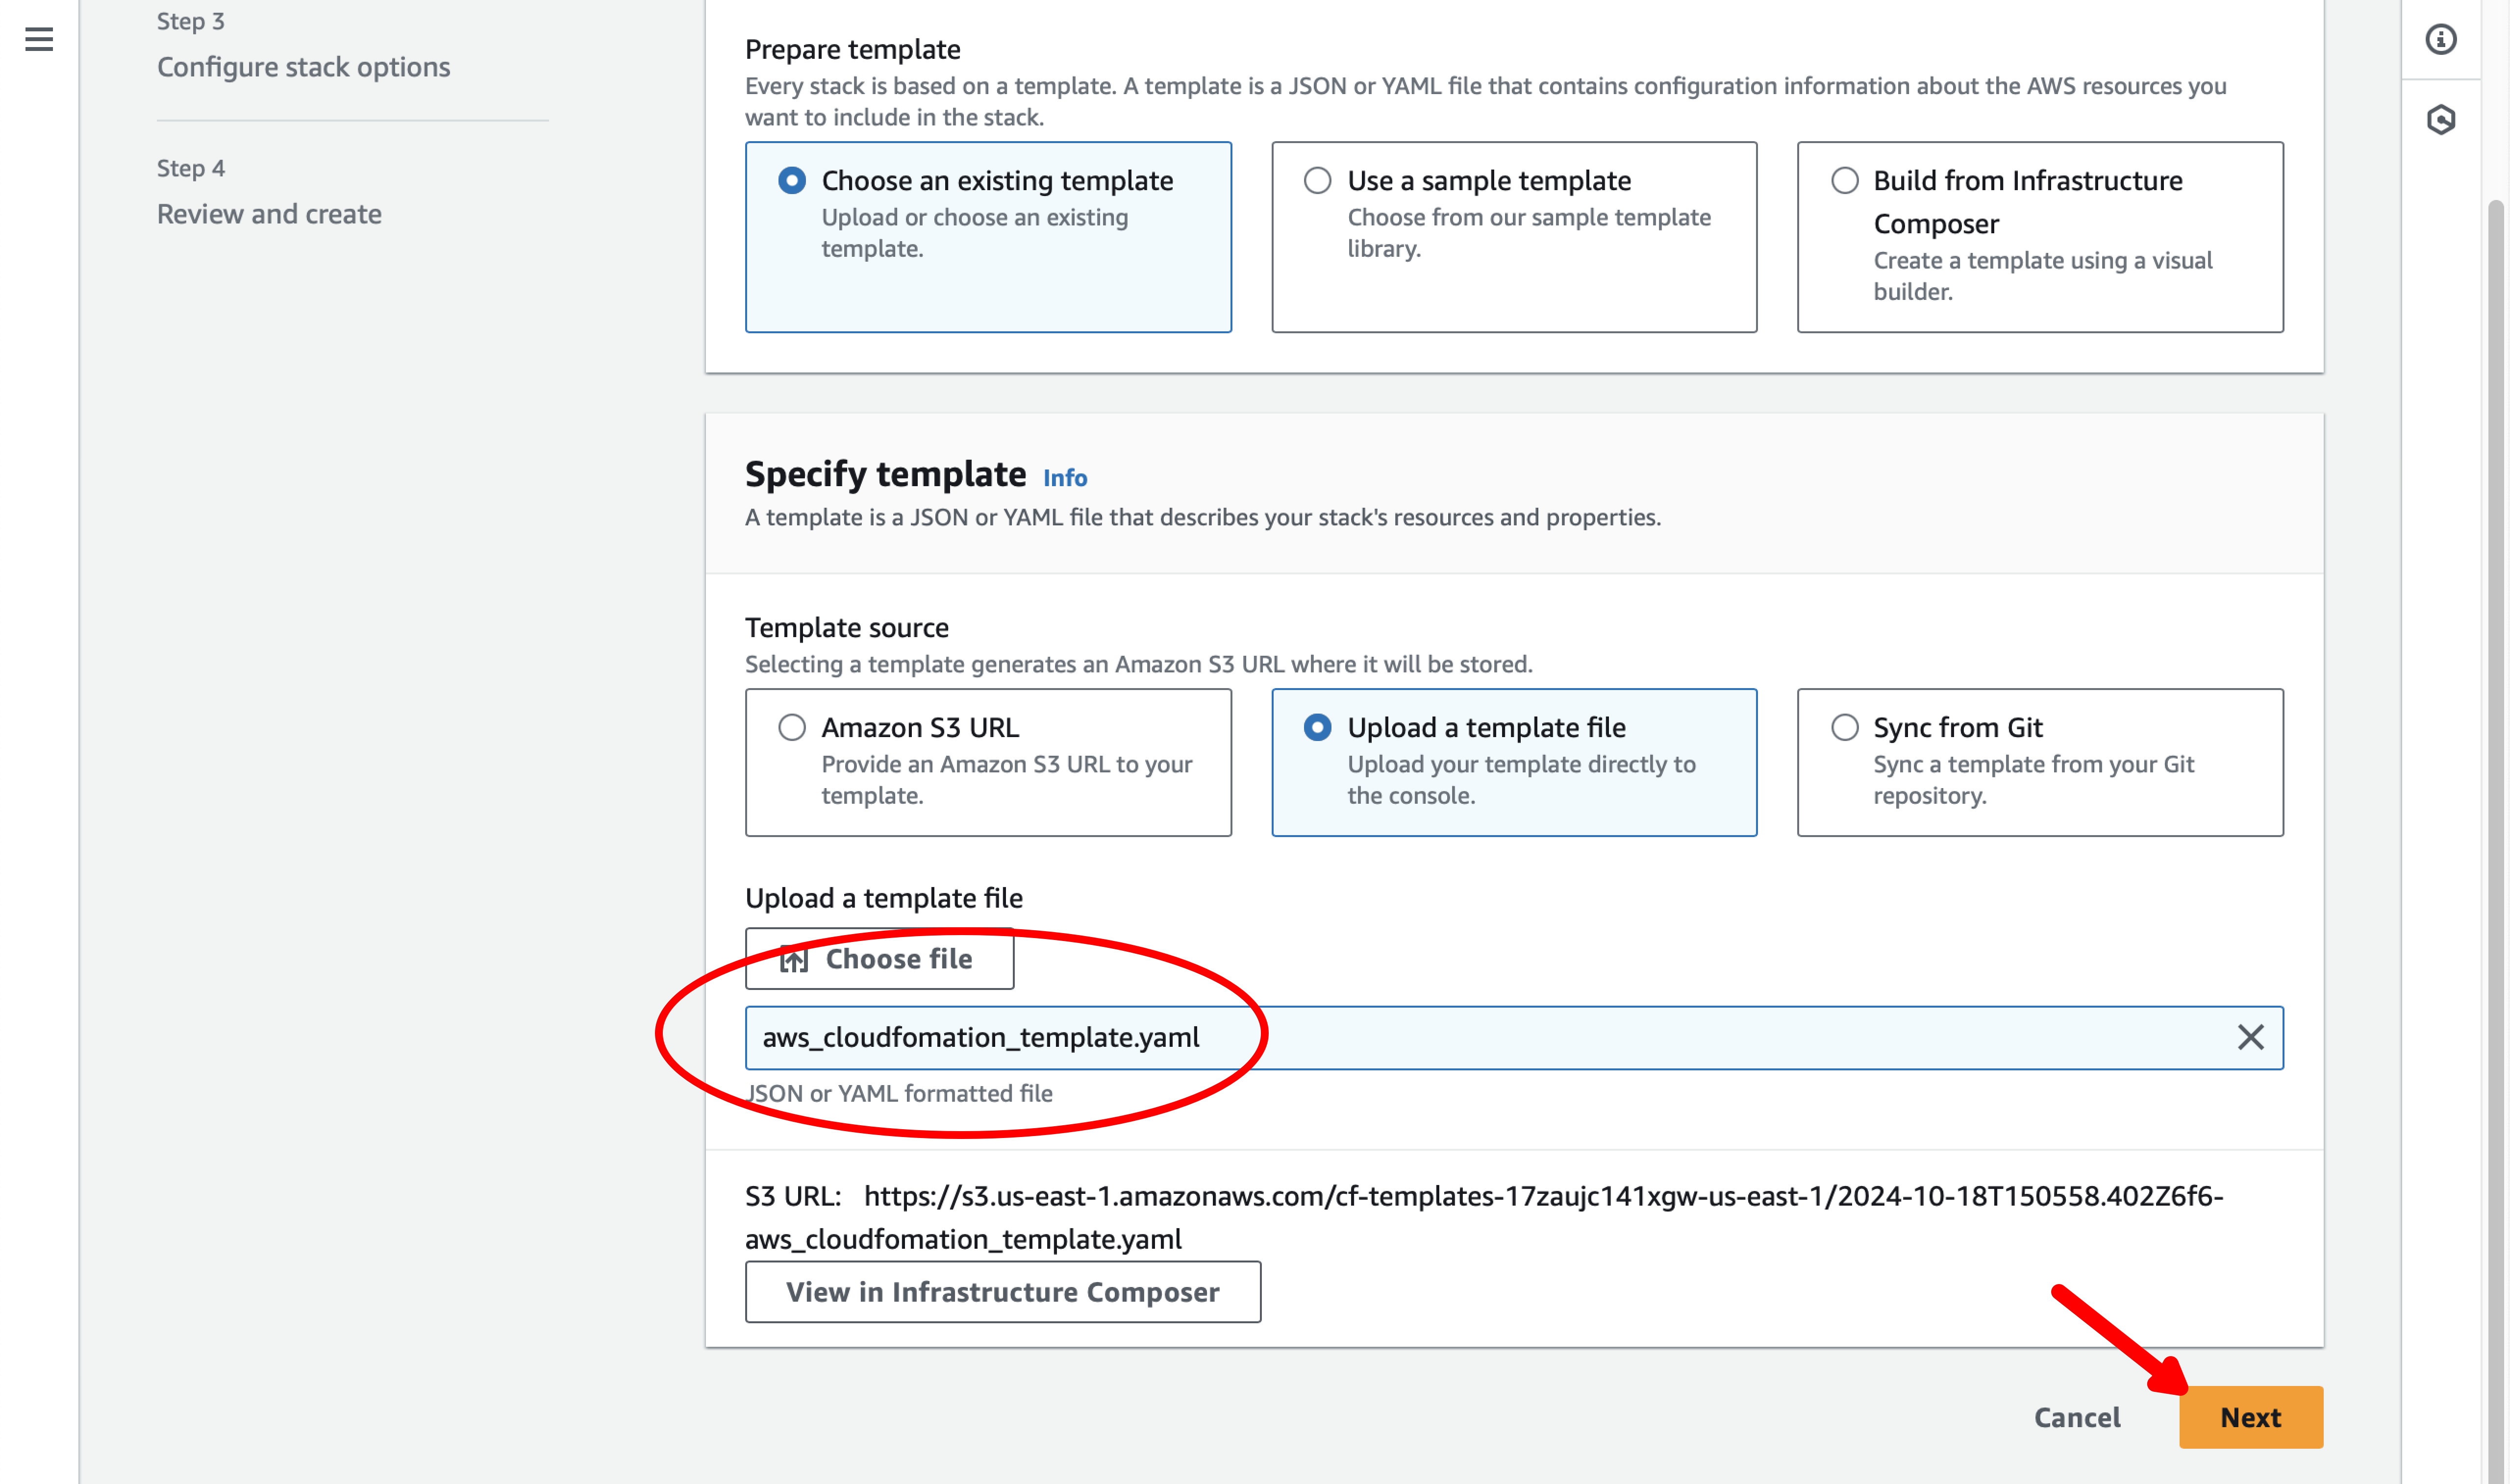 Step 3
Configure stack options
Step 4
Review and create
Prepare template
Every stack is based on a template. A template is a JSON or YAML file that contains configuration information about the AWS resources you
want to include in the stack.
Choose an existing template
Upload or choose an existing
template.
Use a sample template
Choose from our sample template
library.
Build from Infrastructure
Composer
Create a template using a visual
builder.
Specify template Info
A template is a JSON or YAML file that describes your stack's resources and properties.
Template source
Selecting a template generates an Amazon S3 URL where it will be stored.
Amazon S3 URL
Provide an Amazon S3 URL to your
template.
Upload a template file
Upload your template directly to
the console.
Sync from Git
Sync a template from your Git
repository.
Upload a template file
Choose file
aws_cloudfomation_template.yaml
JSON or YAML formatted file
S3 URL: https://s3.us-east-1.amazonaws.com/cf-templates-17zaujc141xgw-us-east-1/2024-10-18T150558.402Z6f6-
aws_cloudfomation_template.yaml
View in Infrastructure Composer
Cancel
Next